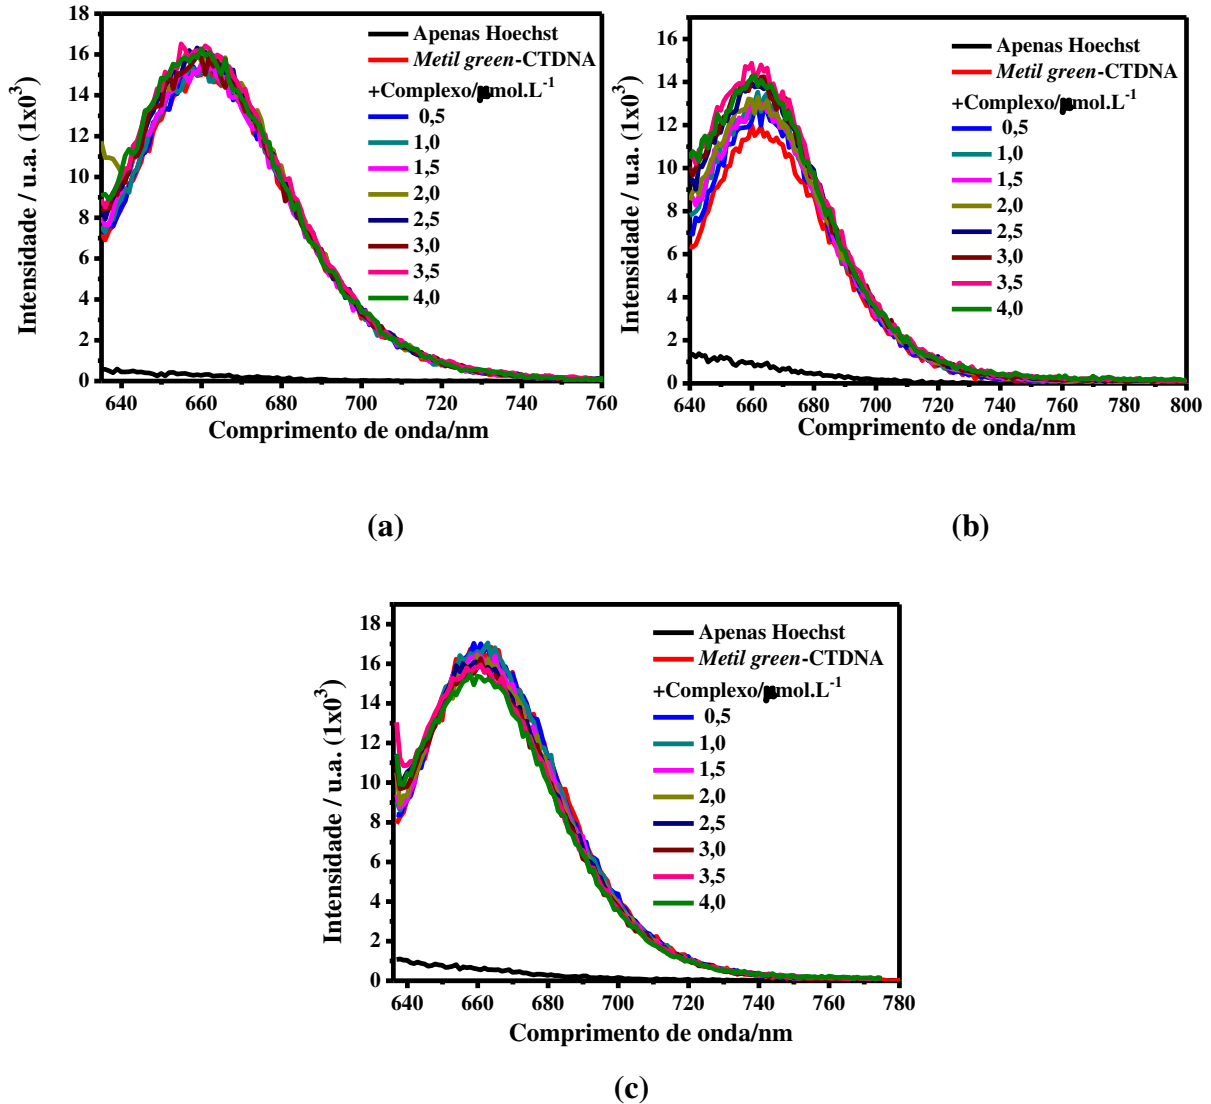 18
16
14
12
10
8
6
4
2
0
Intensidade / u.a. (1x0³)
Apenas Hoechst
Metil green-CTDNA
+Complexo/µmol.L⁻¹
0,5
1,0
1,5
2,0
2,5
3,0
3,5
4,0
640 660 680 700 720 740 760
Comprimento de onda/nm
(a)
16
14
12
10
8
6
4
2
0
Intensidade / u.a. (1x0³)
Apenas Hoechst
Metil green-CTDNA
+Complexo/µmol.L⁻¹
0,5
1,0
1,5
2,0
2,5
3,0
3,5
4,0
640 660 680 700 720 740 760 780 800
Comprimento de onda/nm
(b)
18
16
14
12
10
8
6
4
2
0
Intensidade / u.a. (1x0³)
Apenas Hoechst
Metil green-CTDNA
+Complexo/µmol.L⁻¹
0,5
1,0
1,5
2,0
2,5
3,0
3,5
4,0
640 660 680 700 720 740 760 780
Comprimento de onda/nm
(c)